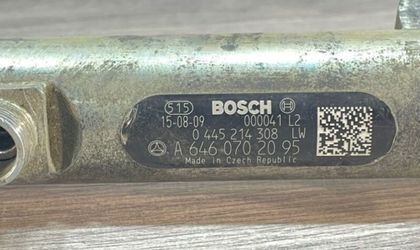 515 BOSCH
15-08-09 000041 L2
0 445 214 308 LW
A 646 070 20 95
Made in Czech Republic